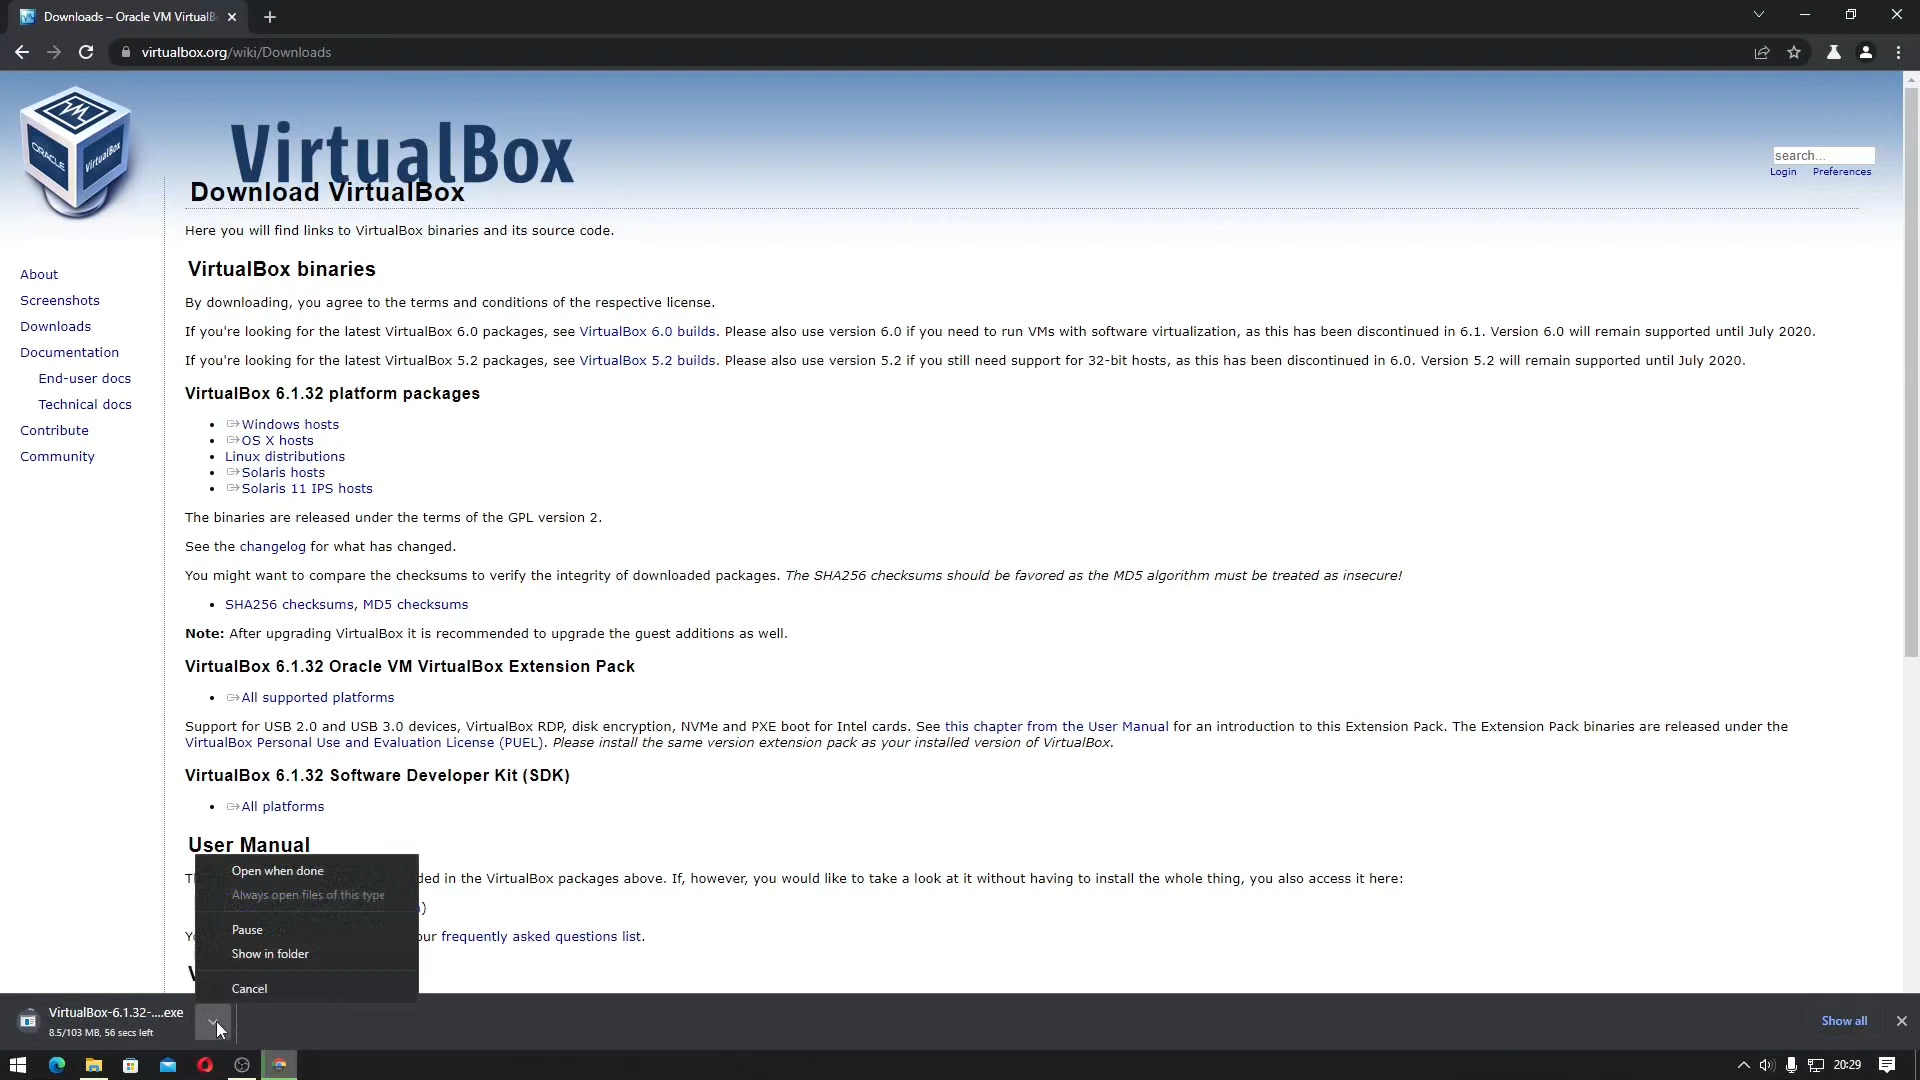 Downloads – Oracle VM VirtualB
virtualbox.org/wiki/Downloads
ORACLE
VM
VirtualBox
VirtualBox
search...
Login Preferences
Download VirtualBox
Here you will find links to VirtualBox binaries and its source code.
About
Screenshots
Downloads
Documentation
End-user docs
Technical docs
Contribute
Community
VirtualBox binaries
By downloading, you agree to the terms and conditions of the respective license.
If you're looking for the latest VirtualBox 6.0 packages, see VirtualBox 6.0 builds. Please also use version 6.0 if you need to run VMs with software virtualization, as this has been discontinued in 6.1. Version 6.0 will remain supported until July 2020.
If you're looking for the latest VirtualBox 5.2 packages, see VirtualBox 5.2 builds. Please also use version 5.2 if you still need support for 32-bit hosts, as this has been discontinued in 6.0. Version 5.2 will remain supported until July 2020.
VirtualBox 6.1.32 platform packages
• Windows hosts
• OS X hosts
• Linux distributions
• Solaris hosts
• Solaris 11 IPS hosts
The binaries are released under the terms of the GPL version 2.
See the changelog for what has changed.
You might want to compare the checksums to verify the integrity of downloaded packages. The SHA256 checksums should be favored as the MD5 algorithm must be treated as insecure!
• SHA256 checksums, MD5 checksums
Note: After upgrading VirtualBox it is recommended to upgrade the guest additions as well.
VirtualBox 6.1.32 Oracle VM VirtualBox Extension Pack
• All supported platforms
Support for USB 2.0 and USB 3.0 devices, VirtualBox RDP, disk encryption, NVMe and PXE boot for Intel cards. See this chapter from the User Manual for an introduction to this Extension Pack. The Extension Pack binaries are released under the
VirtualBox Personal Use and Evaluation License (PUEL). Please install the same version extension pack as your installed version of VirtualBox.
VirtualBox 6.1.32 Software Developer Kit (SDK)
• All platforms
User Manual
ded in the VirtualBox packages above. If, however, you would like to take a look at it without having to install the whole thing, you also access it here:
)
our frequently asked questions list.
Open when done
Always open files of this type
Pause
Show in folder
Cancel
VirtualBox-6.1.32-....exe
8.5/103 MB, 56 secs left
Show all
20:29